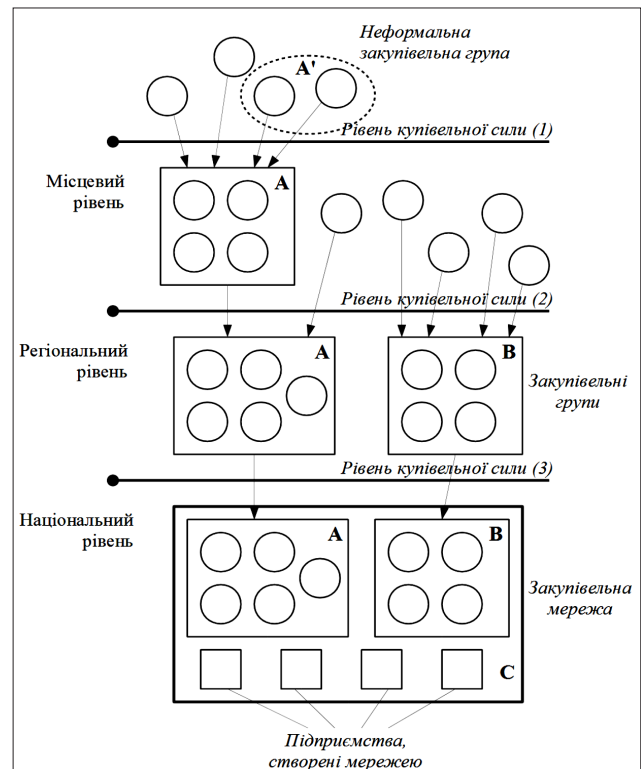 Неформальна
закупівельна група
A'
Рівень купівельної сили (1)
Місцевий
рівень
A
Рівень купівельної сили (2)
Регіональний
рівень
A
B
Закупівельні
групи
Рівень купівельної сили (3)
Національний
рівень
A
B
Закупівельна
мережа
C
Підприємства,
створені мережею